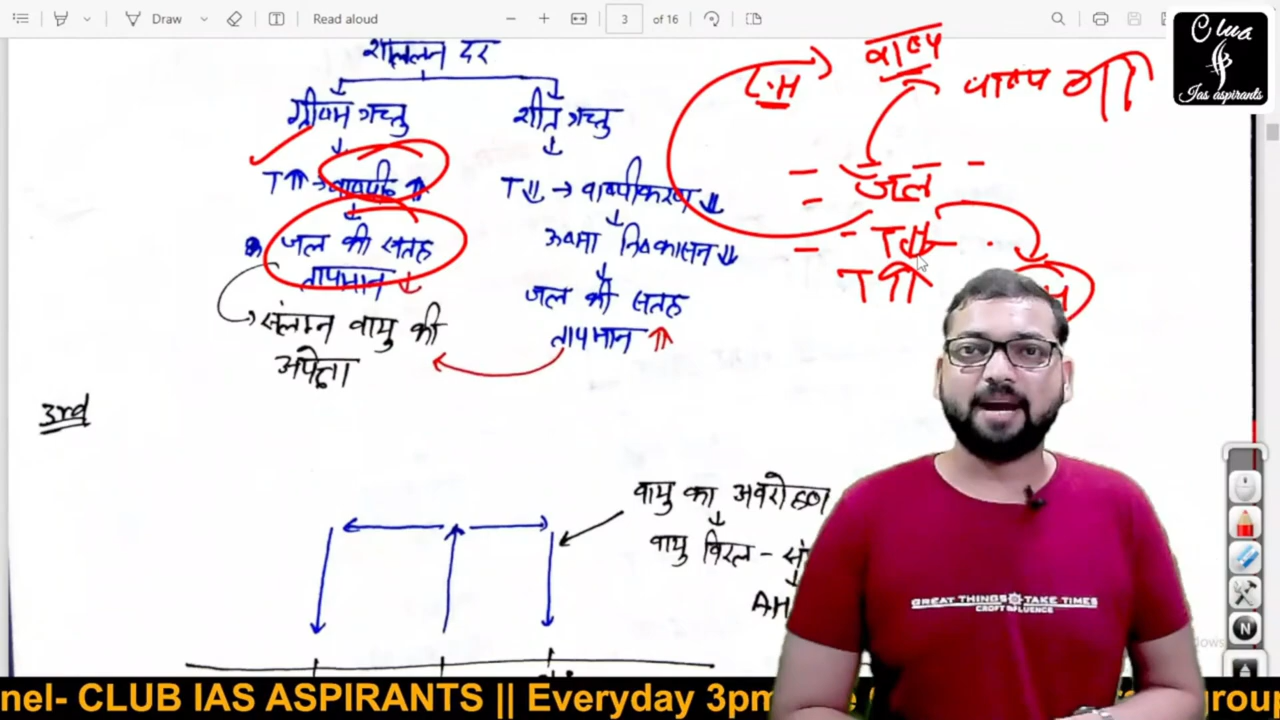 Draw
Read aloud
3 of 16
Clua
Ias aspirants
दर
ग्रीष्म ऋतु
शीत ऋतु
T⇑ →
T⇓ → वाष्पीकरण ⇓
जल की सतह
तापमान ↓
ऊष्मा निष्कासन ⇓
जल की सतह
तापमान ⇑
संलग्न वायु की
अपेक्षा
L.H
वाष्प
जल
T⇓
T⇑
3rd
वायु का अवरोहण
↓
वायु विरल -
AH
GREAT THINGS TAKE TIMES
CROFT INFLUENCE
N
nel- CLUB IAS ASPIRANTS || Everyday 3pm
group